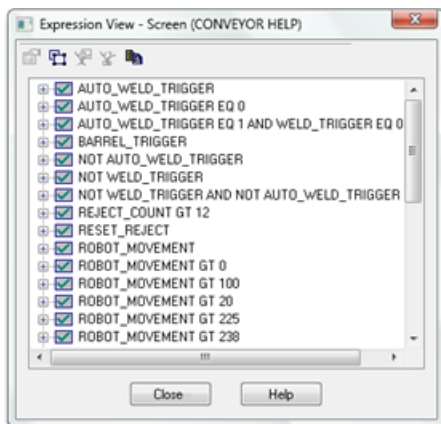 Expression View - Screen (CONVEYOR HELP)
AUTO_WELD_TRIGGER
AUTO_WELD_TRIGGER EQ 0
AUTO_WELD_TRIGGER EQ 1 AND WELD_TRIGGER EQ 0
BARREL_TRIGGER
NOT AUTO_WELD_TRIGGER
NOT WELD_TRIGGER
NOT WELD_TRIGGER AND NOT AUTO_WELD_TRIGGER
REJECT_COUNT GT 12
RESET_REJECT
ROBOT_MOVEMENT
ROBOT_MOVEMENT GT 0
ROBOT_MOVEMENT GT 100
ROBOT_MOVEMENT GT 20
ROBOT_MOVEMENT GT 225
ROBOT_MOVEMENT GT 238
Close Help